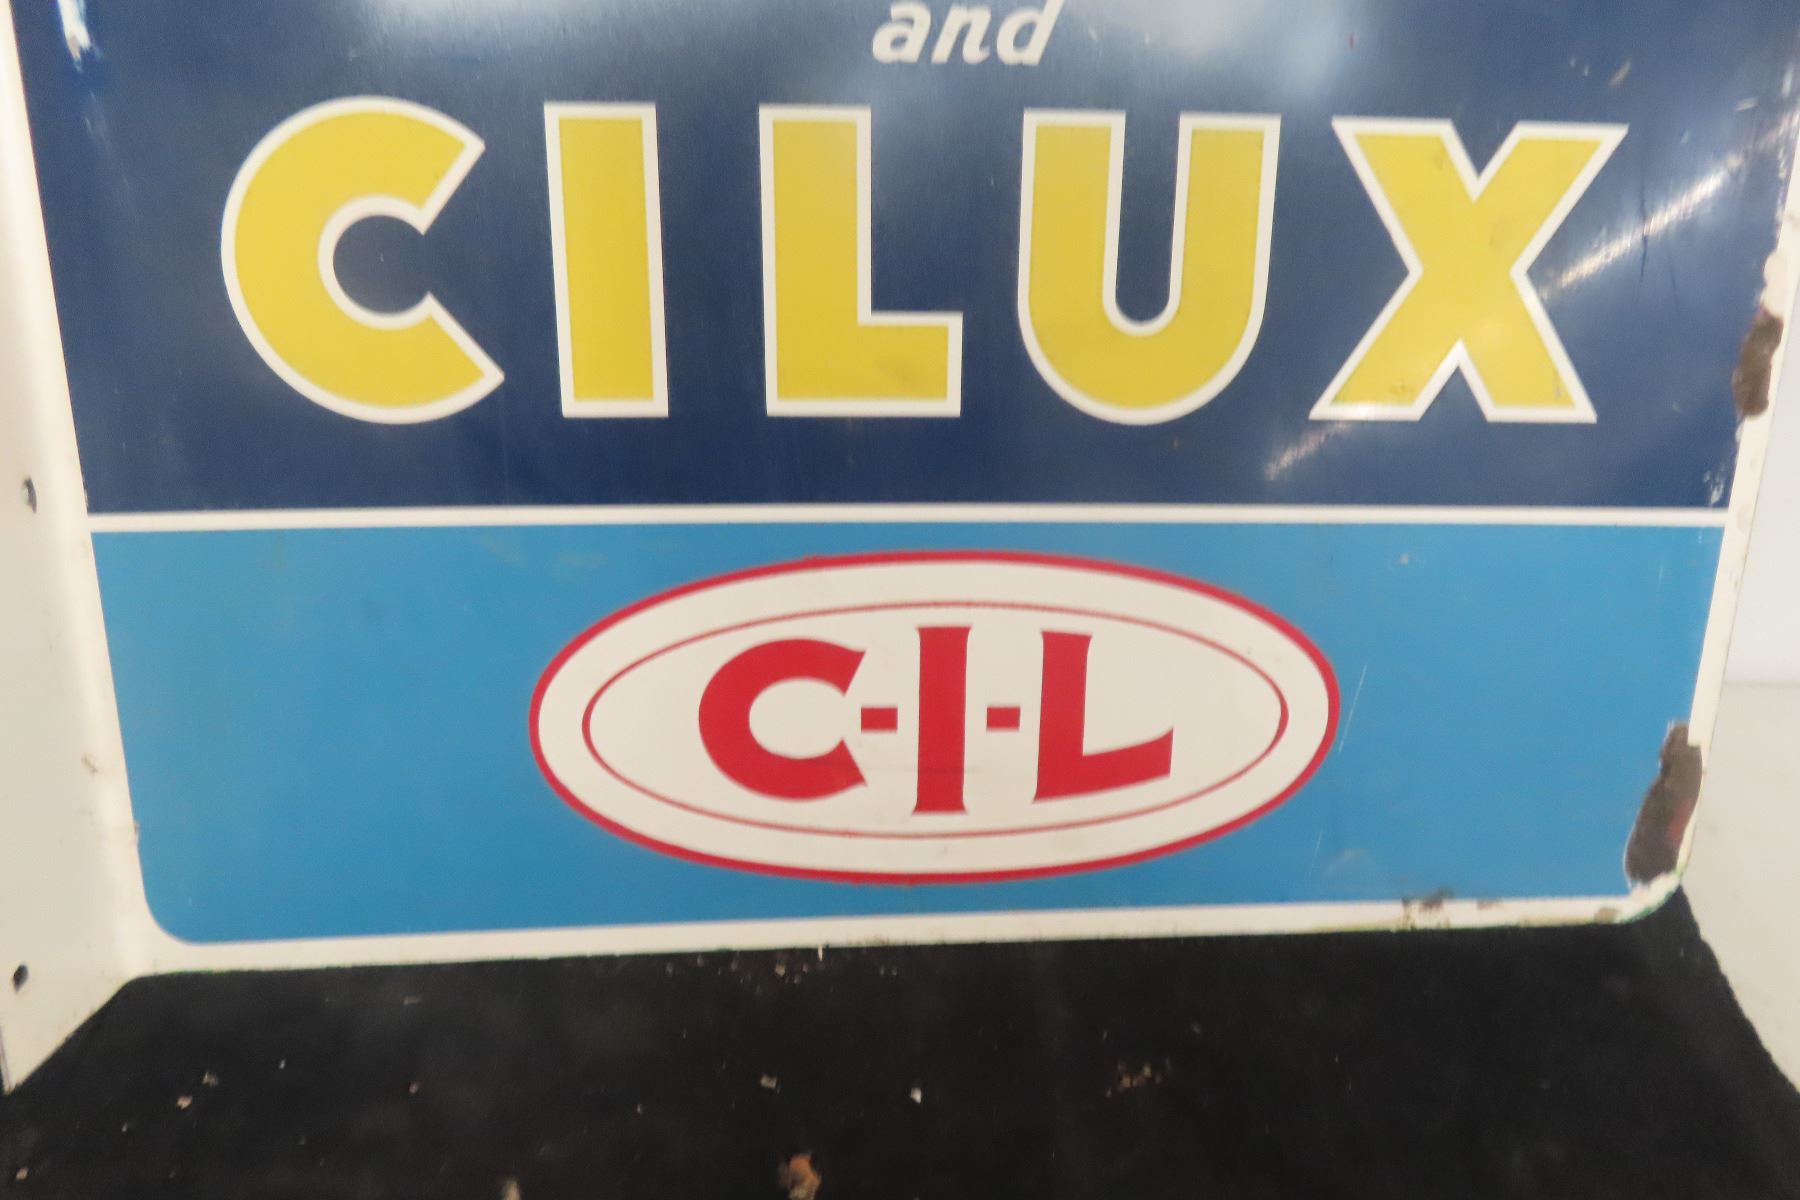 and
CILUX
C-I-L